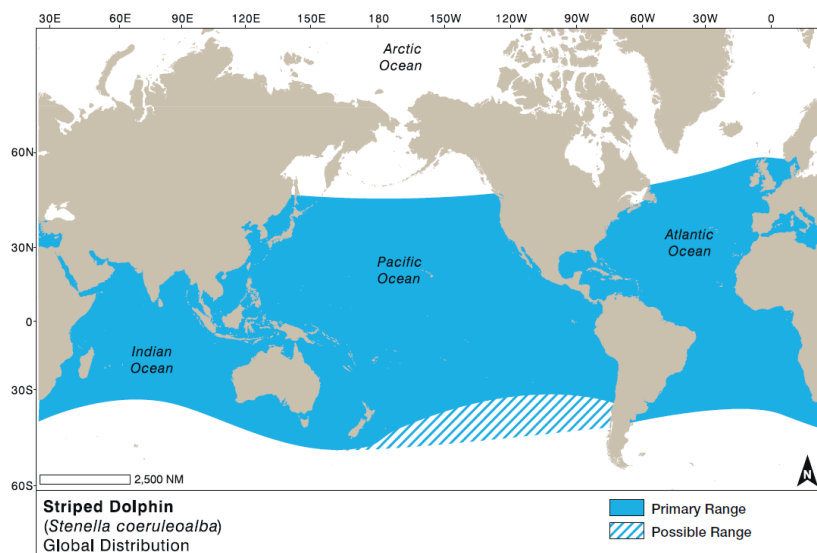 30E 60E 90E 120E 150E 180 150W 120W 90W 60W 30W 0
Arctic
Ocean
60N
30N
Atlantic
Ocean
Pacific
Ocean
0
Indian
Ocean
30S
2,500 NM
N
60S
Striped Dolphin
(Stenella coeruleoalba)
Global Distribution
Primary Range
Possible Range